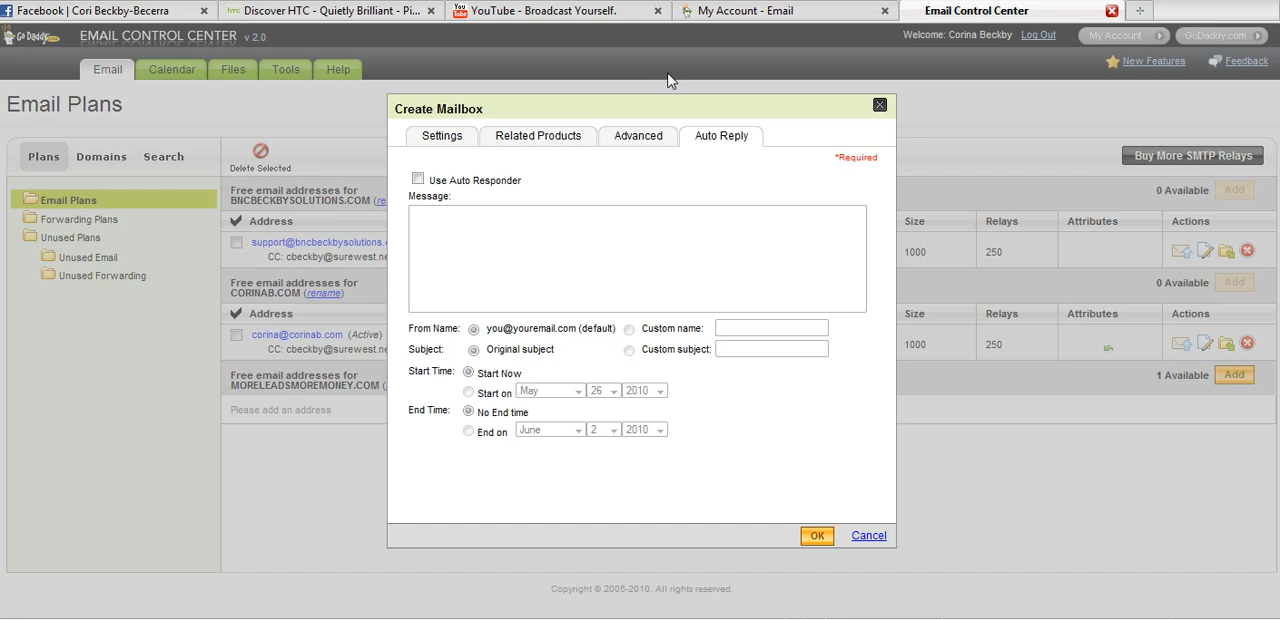 Facebook | Cori Beckby-Becerra
htc Discover HTC - Quietly Brilliant - Pi...
You Tube YouTube - Broadcast Yourself.
My Account - Email
Email Control Center
Go Daddy.com EMAIL CONTROL CENTER v 2.0
Welcome: Corina Beckby Log Out My Account GoDaddy.com
Email Calendar Files Tools Help
New Features Feedback
Email Plans
Plans Domains Search
Delete Selected
Buy More SMTP Relays
Email Plans
Forwarding Plans
Unused Plans
Unused Email
Unused Forwarding
Free email addresses for
BNCBECKBYSOLUTIONS.COM (re
0 Available Add
Address Size Relays Attributes Actions
support@bncbeckbysolutions.
CC: cbeckby@surewest.ne
1000 250
Free email addresses for
CORINAB.COM (rename)
0 Available Add
Address Size Relays Attributes Actions
corina@corinab.com (Active)
CC: cbeckby@surewest.ne
1000 250
Free email addresses for
MORELEADSMOREMONEY.COM (
1 Available Add
Please add an address
Create Mailbox
Settings Related Products Advanced Auto Reply
*Required
Use Auto Responder
Message:
From Name: you@youremail.com (default) Custom name:
Subject: Original subject Custom subject:
Start Time: Start Now
Start on May 26 2010
End Time: No End time
End on June 2 2010
OK Cancel
Copyright © 2005-2010. All rights reserved.